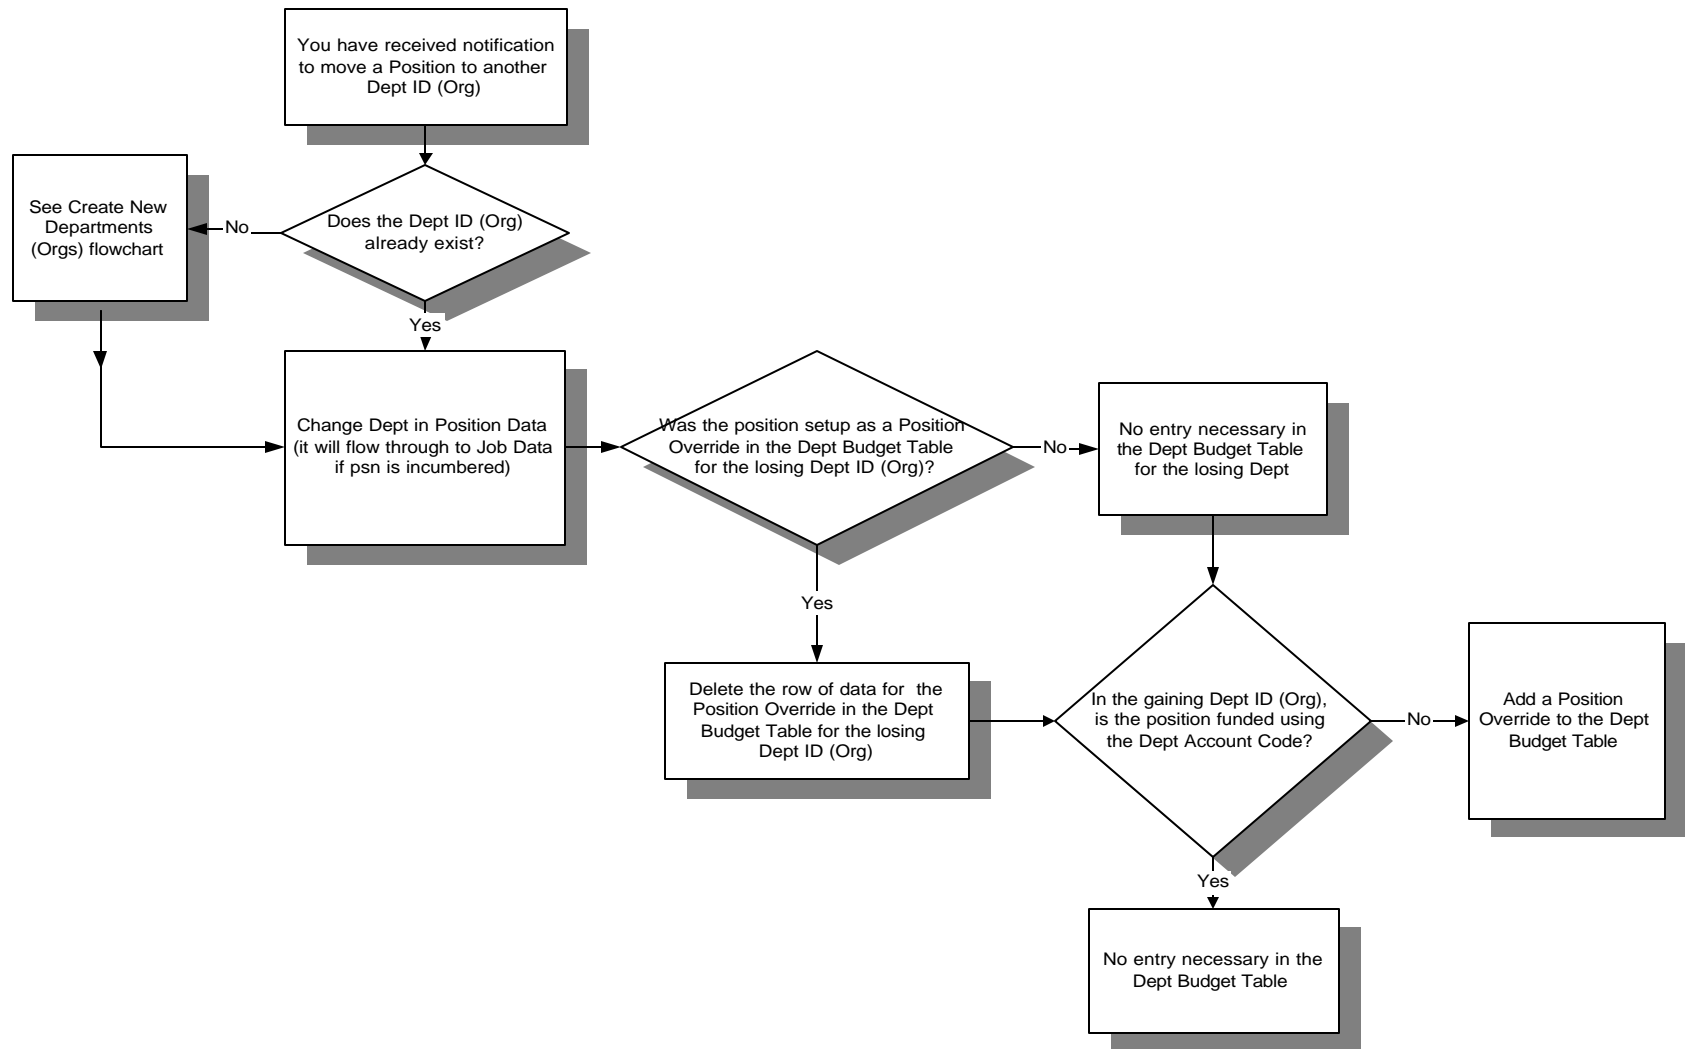 You have received notification
to move a Position to another
Dept ID (Org)
See Create New
Departments
(Orgs) flowchart
No
Does the Dept ID (Org)
already exist?
Yes
Change Dept in Position Data
(it will flow through to Job Data
if psn is incumbered)
Was the position setup as a Position
Override in the Dept Budget Table
for the losing Dept ID (Org)?
No
No entry necessary in
the Dept Budget Table
for the losing Dept
Yes
Delete the row of data for  the
Position Override in the Dept
Budget Table for the losing
Dept ID (Org)
In the gaining Dept ID (Org),
is the position funded using
the Dept Account Code?
No
Add a Position
Override to the Dept
Budget Table
Yes
No entry necessary in the
Dept Budget Table